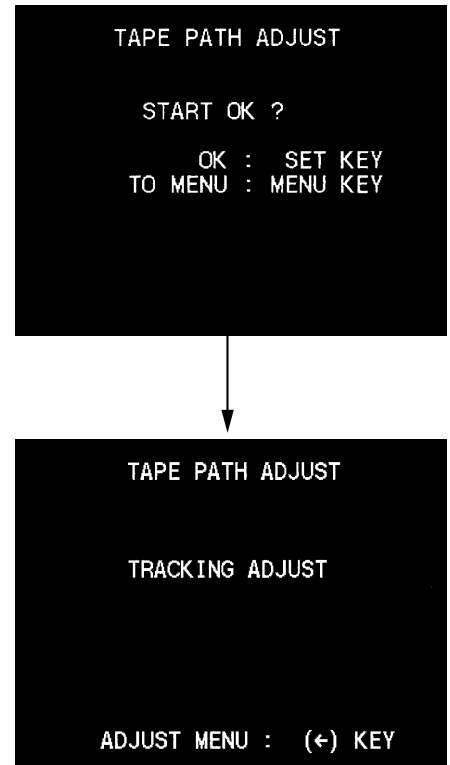 TAPE PATH ADJUST
START OK ?
OK : SET KEY
TO MENU : MENU KEY
TAPE PATH ADJUST
TRACKING ADJUST
ADJUST MENU : (←) KEY